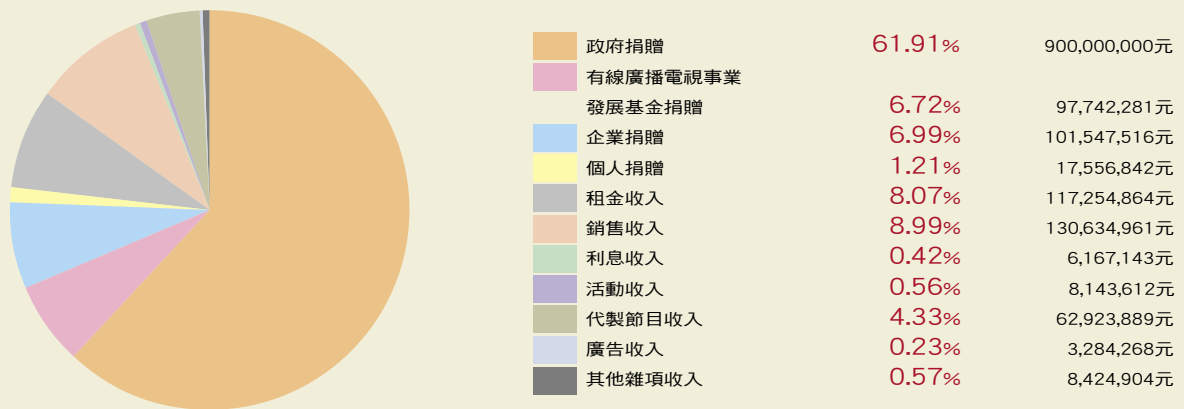 政府捐贈 61.91% 900,000,000元
有線廣播電視事業
發展基金捐贈 6.72% 97,742,281元
企業捐贈 6.99% 101,547,516元
個人捐贈 1.21% 17,556,842元
租金收入 8.07% 117,254,864元
銷售收入 8.99% 130,634,961元
利息收入 0.42% 6,167,143元
活動收入 0.56% 8,143,612元
代製節目收入 4.33% 62,923,889元
廣告收入 0.23% 3,284,268元
其他雜項收入 0.57% 8,424,904元